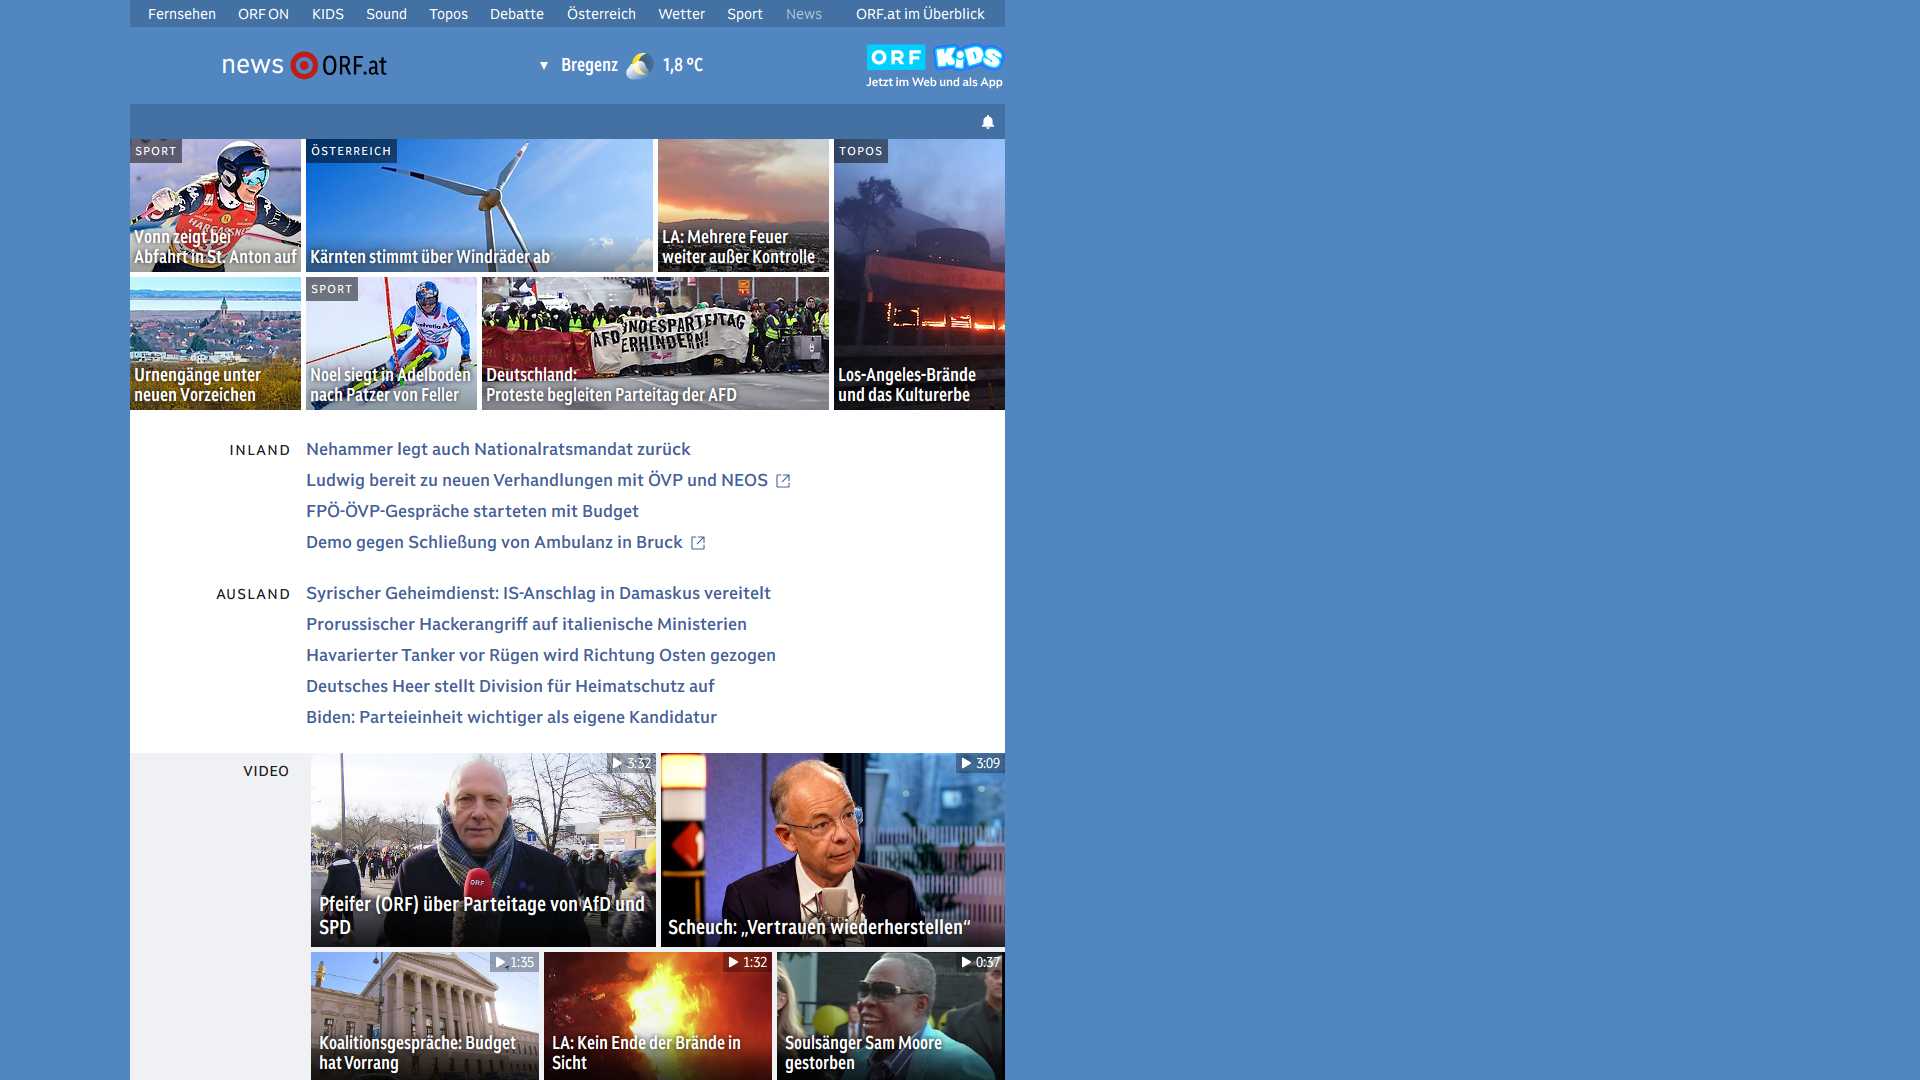 Fernsehen ORF ON KIDS Sound Topos Debatte Österreich Wetter Sport News ORF.at im Überblick
news ORF.at
Bregenz 1,8 °C
ORF KiDS
Jetzt im Web und als App
SPORT
Vonn zeigt bei
Abfahrt in St. Anton auf
ÖSTERREICH
Kärnten stimmt über Windräder ab
LA: Mehrere Feuer
weiter außer Kontrolle
TOPOS
Los-Angeles-Brände
und das Kulturerbe
Urnengänge unter
neuen Vorzeichen
SPORT
Noel siegt in Adelboden
nach Patzer von Feller
AFD BUNDESPARTEITAG
VERHINDERN!
Deutschland:
Proteste begleiten Parteitag der AFD
INLAND
Nehammer legt auch Nationalratsmandat zurück
Ludwig bereit zu neuen Verhandlungen mit ÖVP und NEOS
FPÖ-ÖVP-Gespräche starteten mit Budget
Demo gegen Schließung von Ambulanz in Bruck
AUSLAND
Syrischer Geheimdienst: IS-Anschlag in Damaskus vereitelt
Prorussischer Hackerangriff auf italienische Ministerien
Havarierter Tanker vor Rügen wird Richtung Osten gezogen
Deutsches Heer stellt Division für Heimatschutz auf
Biden: Parteieinheit wichtiger als eigene Kandidatur
VIDEO
3:32
ORF
Pfeifer (ORF) über Parteitage von AfD und
SPD
3:09
Scheuch: „Vertrauen wiederherstellen“
1:35
Koalitionsgespräche: Budget
hat Vorrang
1:32
LA: Kein Ende der Brände in
Sicht
0:37
Soulsänger Sam Moore
gestorben